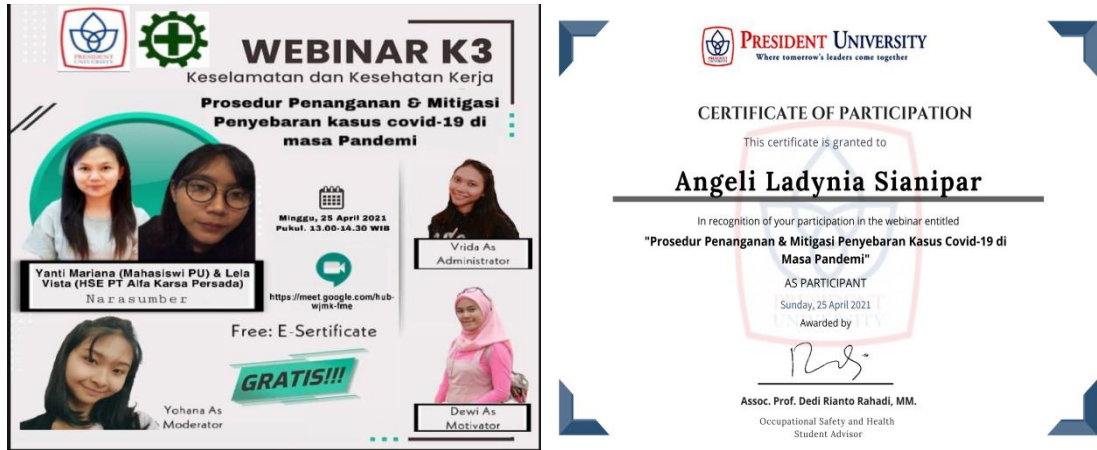 PRESIDENT
UNIVERSITY
WEBINAR K3
Keselamatan dan Kesehatan Kerja
Prosedur Penanganan & Mitigasi
Penyebaran kasus covid-19 di
masa Pandemi
Minggu, 25 April 2021
Pukul. 13.00-14.30 WIB
Vrida As
Administrator
Yanti Mariana (Mahasiswi PU) & Lela
Vista (HSE PT Alfa Karsa Persada)
Narasumber
https://meet.google.com/hub-
wjmk-fme
Free: E-Sertificate
GRATIS!!!
Yohana As
Moderator
Dewi As
Motivator
PRESIDENT UNIVERSITY
Where tomorrow's leaders come together
CERTIFICATE OF PARTICIPATION
This certificate is granted to
Angeli Ladynia Sianipar
In recognition of your participation in the webinar entitled
"Prosedur Penanganan & Mitigasi Penyebaran Kasus Covid-19 di
Masa Pandemi"
AS PARTICIPANT
Sunday, 25 April 2021
Awarded by
Assoc. Prof. Dedi Rianto Rahadi, MM.
Occupational Safety and Health
Student Advisor